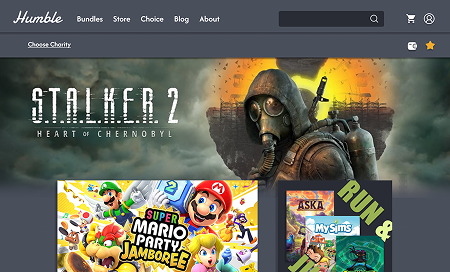 Humble Bundles Store Choice Blog About
Choose Charity
S.T.A.L.K.E.R. 2
HEART OF CHERNOBYL
2
SUPER
MARIO
PARTY
JAMBOREE
ASKA
MySims
RUN &